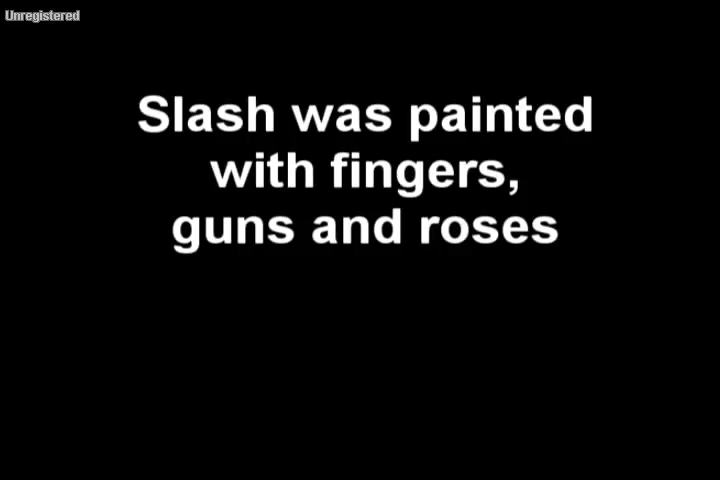 Unregistered
Slash was painted
with fingers,
guns and roses